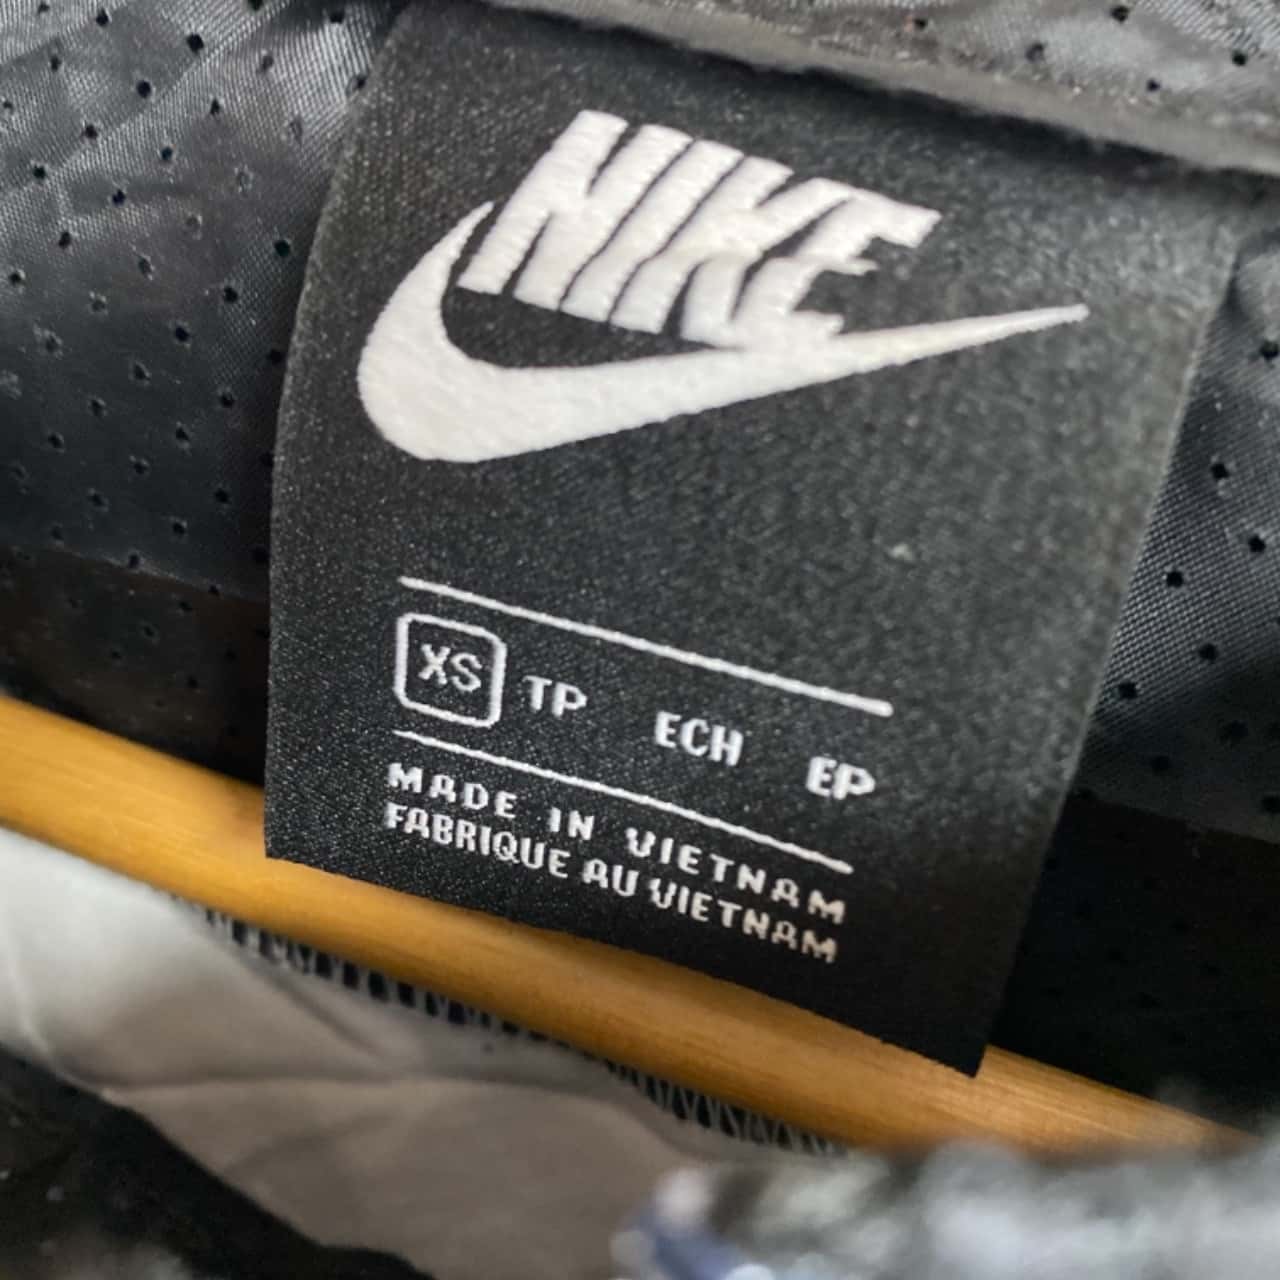 NIKE
XS TP ECH EP
MADE IN VIETNAM
FABRIQUE AU VIETNAM